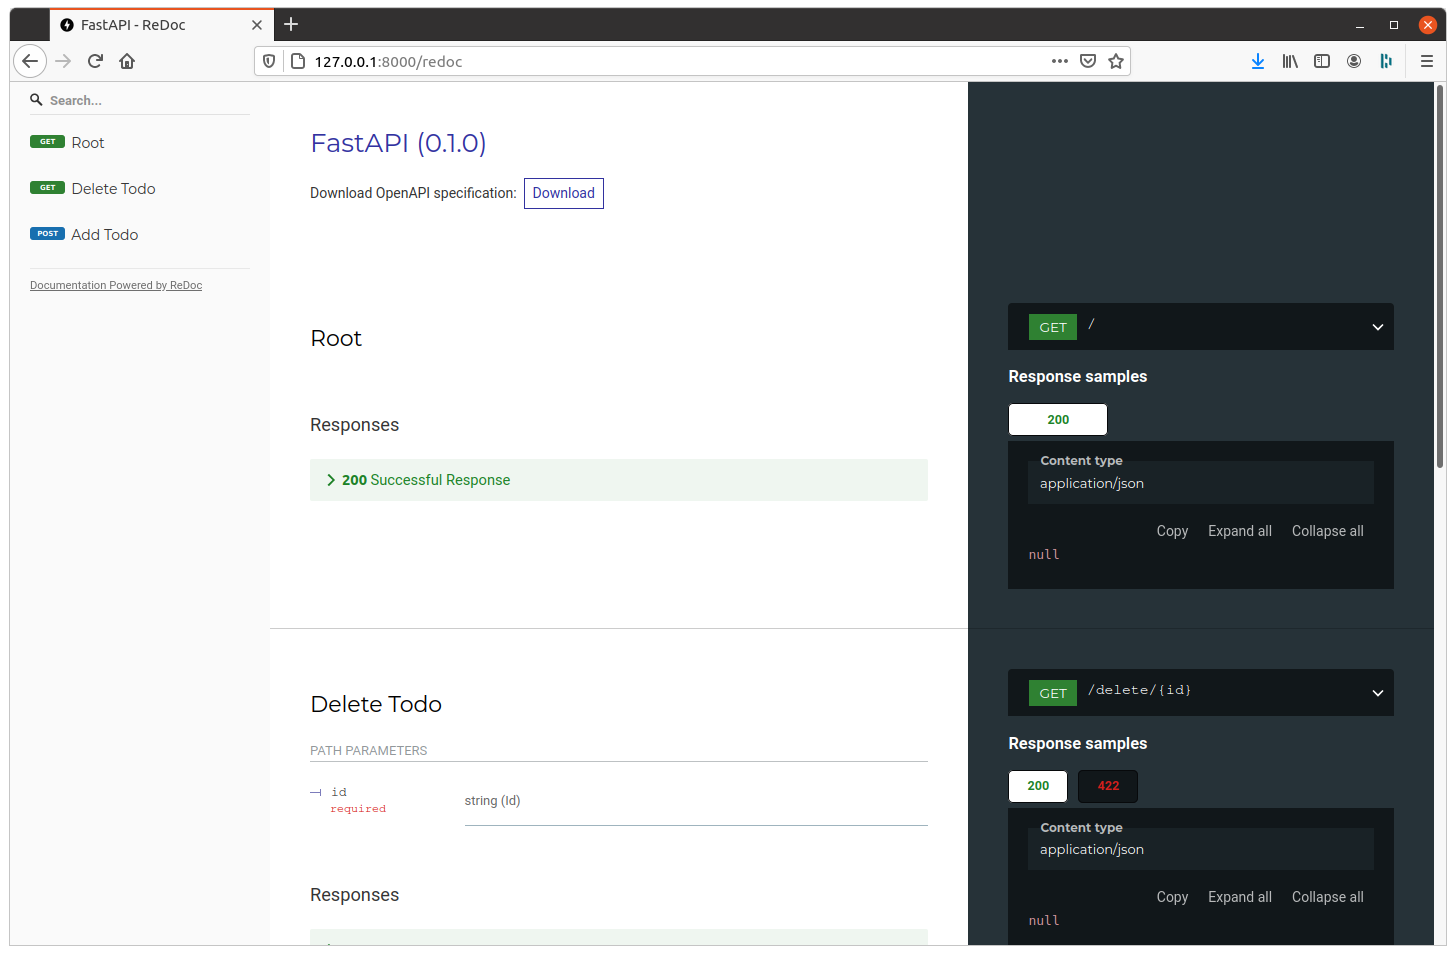 FastAPI - ReDoc
127.0.0.1:8000/redoc
Search...
GET Root
GET Delete Todo
POST Add Todo
Documentation Powered by ReDoc
FastAPI (0.1.0)
Download OpenAPI specification: Download
Root
Responses
200 Successful Response
GET /
Response samples
200
Content type
application/json
Copy Expand all Collapse all
null
Delete Todo
PATH PARAMETERS
id
required
string (Id)
Responses
GET /delete/{id}
Response samples
200 422
Content type
application/json
Copy Expand all Collapse all
null